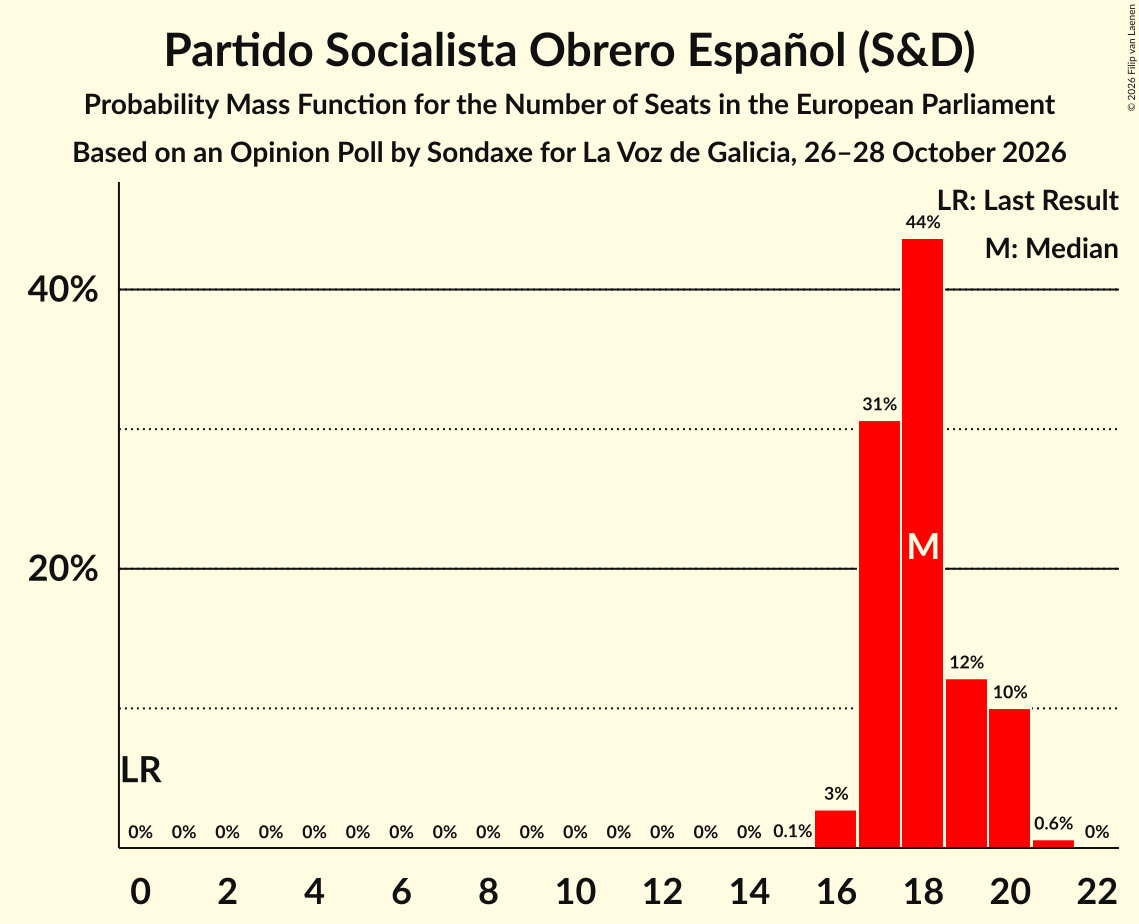 Partido Socialista Obrero Español (S&D)
Probability Mass Function for the Number of Seats in the European Parliament
Based on an Opinion Poll by Sondaxe for La Voz de Galicia, 26–28 October 2026
© 2026 Filip van Laenen
LR: Last Result
M: Median
40%
20%
44%
31%
M
12%
10%
LR
3%
0% 0% 0% 0% 0% 0% 0% 0% 0% 0% 0% 0% 0% 0% 0% 0.1% 0.6% 0%
0 2 4 6 8 10 12 14 16 18 20 22